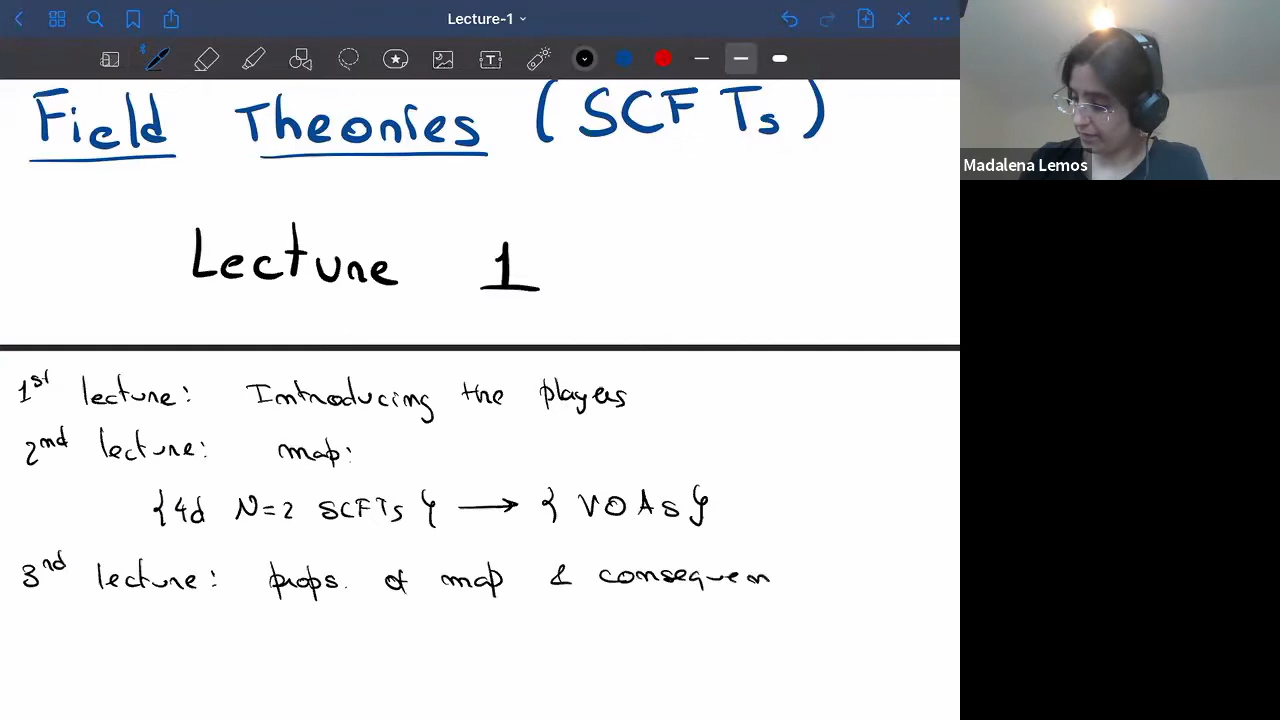 Lecture-1
Field Theories (SCFTs)
Lecture 1
1st lecture: Introducing the players
2nd lecture: map:
{4d N=2 SCFTs} → {VOAs}
3rd lecture: props. of map & consequen
Madalena Lemos